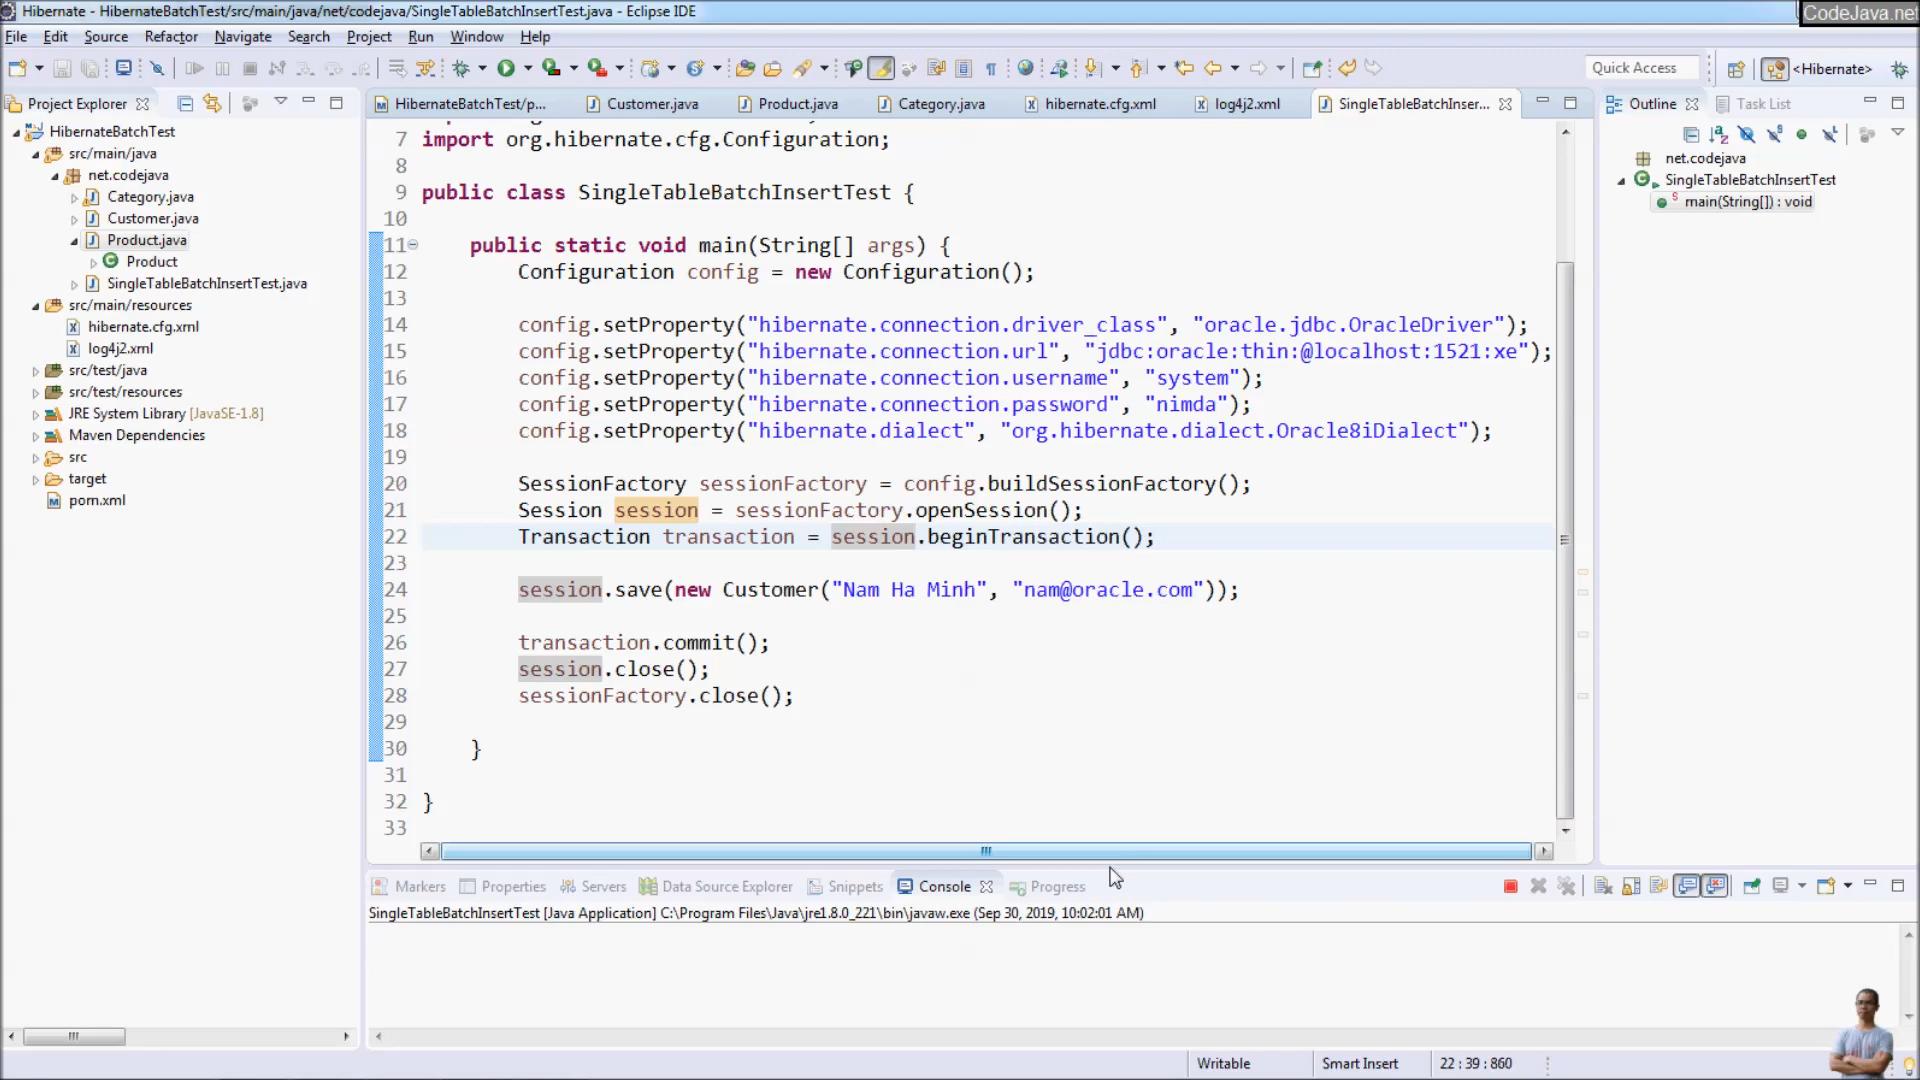 Hibernate - HibernateBatchTest/src/main/java/net/codejava/SingleTableBatchInsertTest.java - Eclipse IDE
CodeJava.net
File Edit Source Refactor Navigate Search Project Run Window Help
Quick Access
<Hibernate>
Project Explorer
HibernateBatchTest/p...
Customer.java
Product.java
Category.java
hibernate.cfg.xml
log4j2.xml
SingleTableBatchInser...
Outline
Task List
HibernateBatchTest
src/main/java
net.codejava
Category.java
Customer.java
Product.java
Product
SingleTableBatchInsertTest.java
src/main/resources
hibernate.cfg.xml
log4j2.xml
src/test/java
src/test/resources
JRE System Library [JavaSE-1.8]
Maven Dependencies
src
target
pom.xml
7 import org.hibernate.cfg.Configuration;
8
9 public class SingleTableBatchInsertTest {
10
11 public static void main(String[] args) {
12 Configuration config = new Configuration();
13
14 config.setProperty("hibernate.connection.driver_class", "oracle.jdbc.OracleDriver");
15 config.setProperty("hibernate.connection.url", "jdbc:oracle:thin:@localhost:1521:xe");
16 config.setProperty("hibernate.connection.username", "system");
17 config.setProperty("hibernate.connection.password", "nimda");
18 config.setProperty("hibernate.dialect", "org.hibernate.dialect.Oracle8iDialect");
19
20 SessionFactory sessionFactory = config.buildSessionFactory();
21 Session session = sessionFactory.openSession();
22 Transaction transaction = session.beginTransaction();
23
24 session.save(new Customer("Nam Ha Minh", "nam@oracle.com"));
25
26 transaction.commit();
27 session.close();
28 sessionFactory.close();
29
30 }
31
32 }
33
net.codejava
SingleTableBatchInsertTest
main(String[]) : void
Markers Properties Servers Data Source Explorer Snippets Console Progress
SingleTableBatchInsertTest [Java Application] C:\Program Files\Java\jre1.8.0_221\bin\javaw.exe (Sep 30, 2019, 10:02:01 AM)
Writable
Smart Insert
22 : 39 : 860